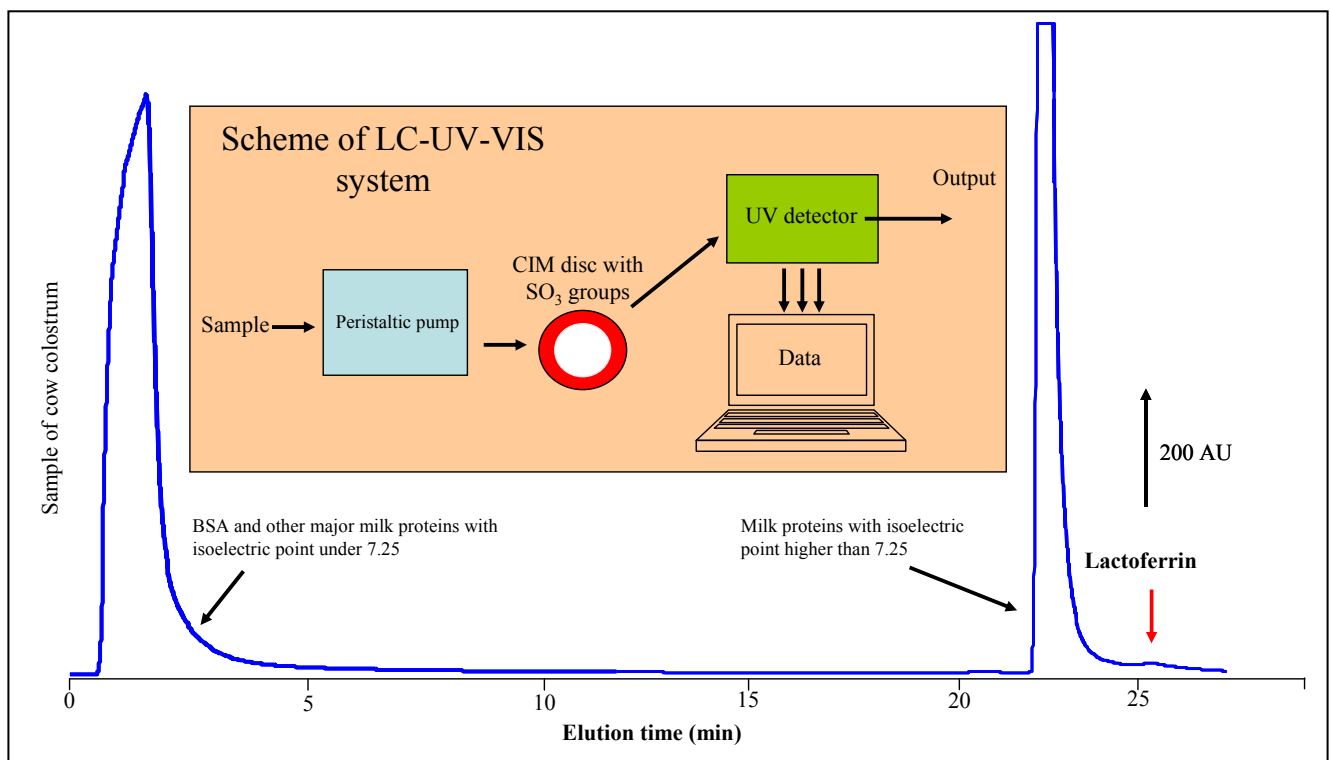 Sample of cow colostrum
Scheme of LC-UV-VIS
system
Sample
Peristaltic pump
CIM disc with
SO3 groups
UV detector
Output
Data
BSA and other major milk proteins with
isoelectric point under 7.25
Milk proteins with isoelectric
point higher than 7.25
200 AU
Lactoferrin
0 5 10 15 20 25
Elution time (min)